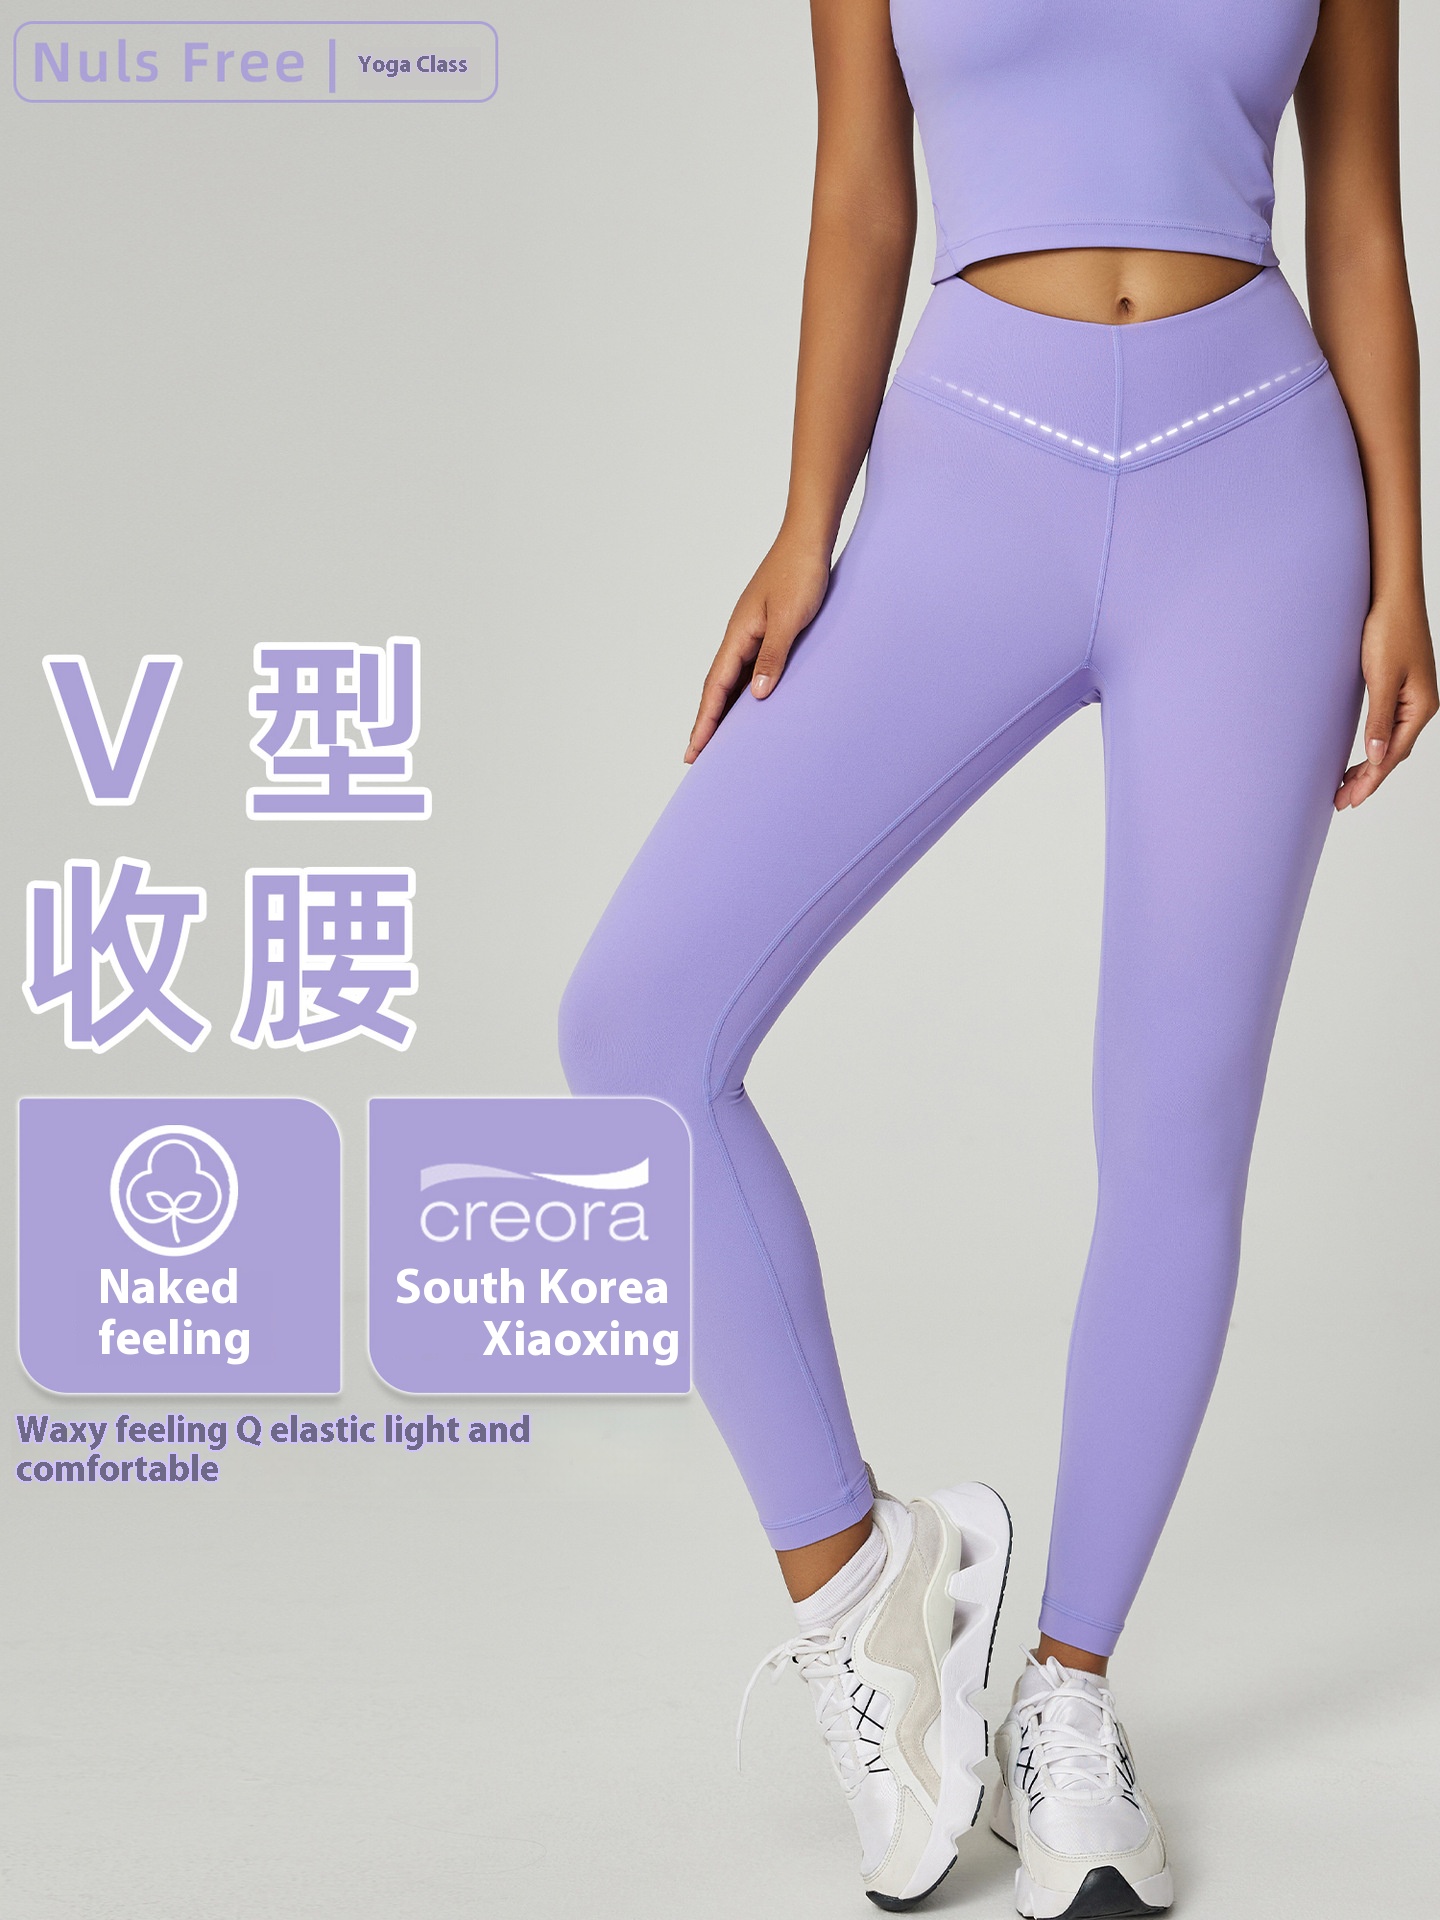 Nuls Free | Yoga Class
V 型
收腰
creora
Naked
feeling
South Korea
Xiaoxing
Waxy feeling Q elastic light and
comfortable